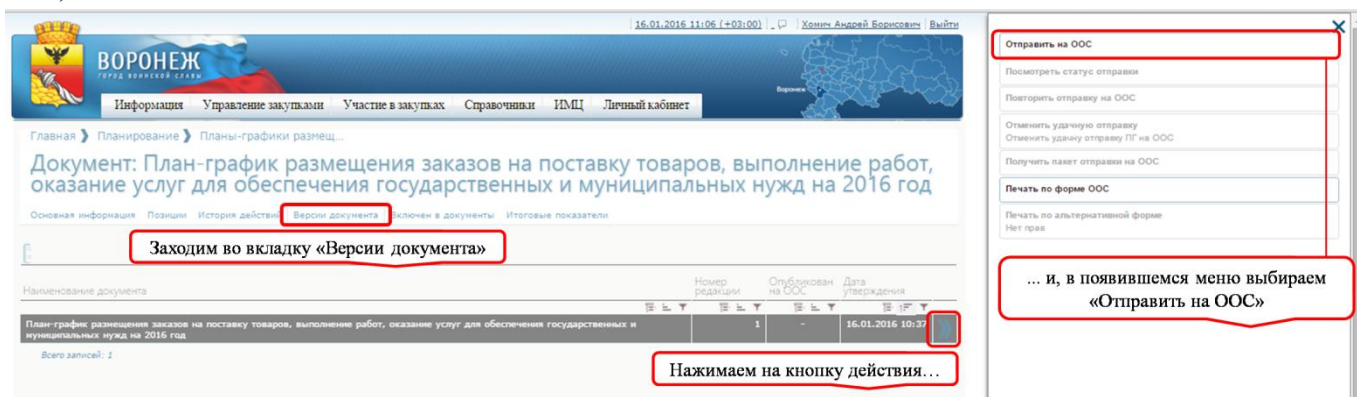 16.01.2016 11:06 (+03:00) Хомич Андрей Борисович Выйти
ВОРОНЕЖ
ГОРОД ВОИНСКОЙ СЛАВЫ
Воронеж
Информация Управление закупками Участие в закупках Справочники ИМЦ Личный кабинет
Главная Планирование Планы-графики размещ...
Документ: План-график размещения заказов на поставку товаров, выполнение работ,
оказание услуг для обеспечения государственных и муниципальных нужд на 2016 год
Основная информация Позиции История действий Версии документа Включен в документы Итоговые показатели
Заходим во вкладку «Версии документа»
Наименование документа Номер редакции Опубликован на ООС Дата утверждения
План-график размещения заказов на поставку товаров, выполнение работ, оказание услуг для обеспечения государственных и
муниципальных нужд на 2016 год 1 - 16.01.2016 10:37
Всего записей: 1
Нажимаем на кнопку действия...
Отправить на ООС
Посмотреть статус отправки
Повторить отправку на ООС
Отменить удачную отправку
Отменить удачну отправку ПГ на ООС
Получить пакет отправки на ООС
Печать по форме ООС
Печать по альтернативной форме
Нет прав
... и, в появившемся меню выбираем
«Отправить на ООС»